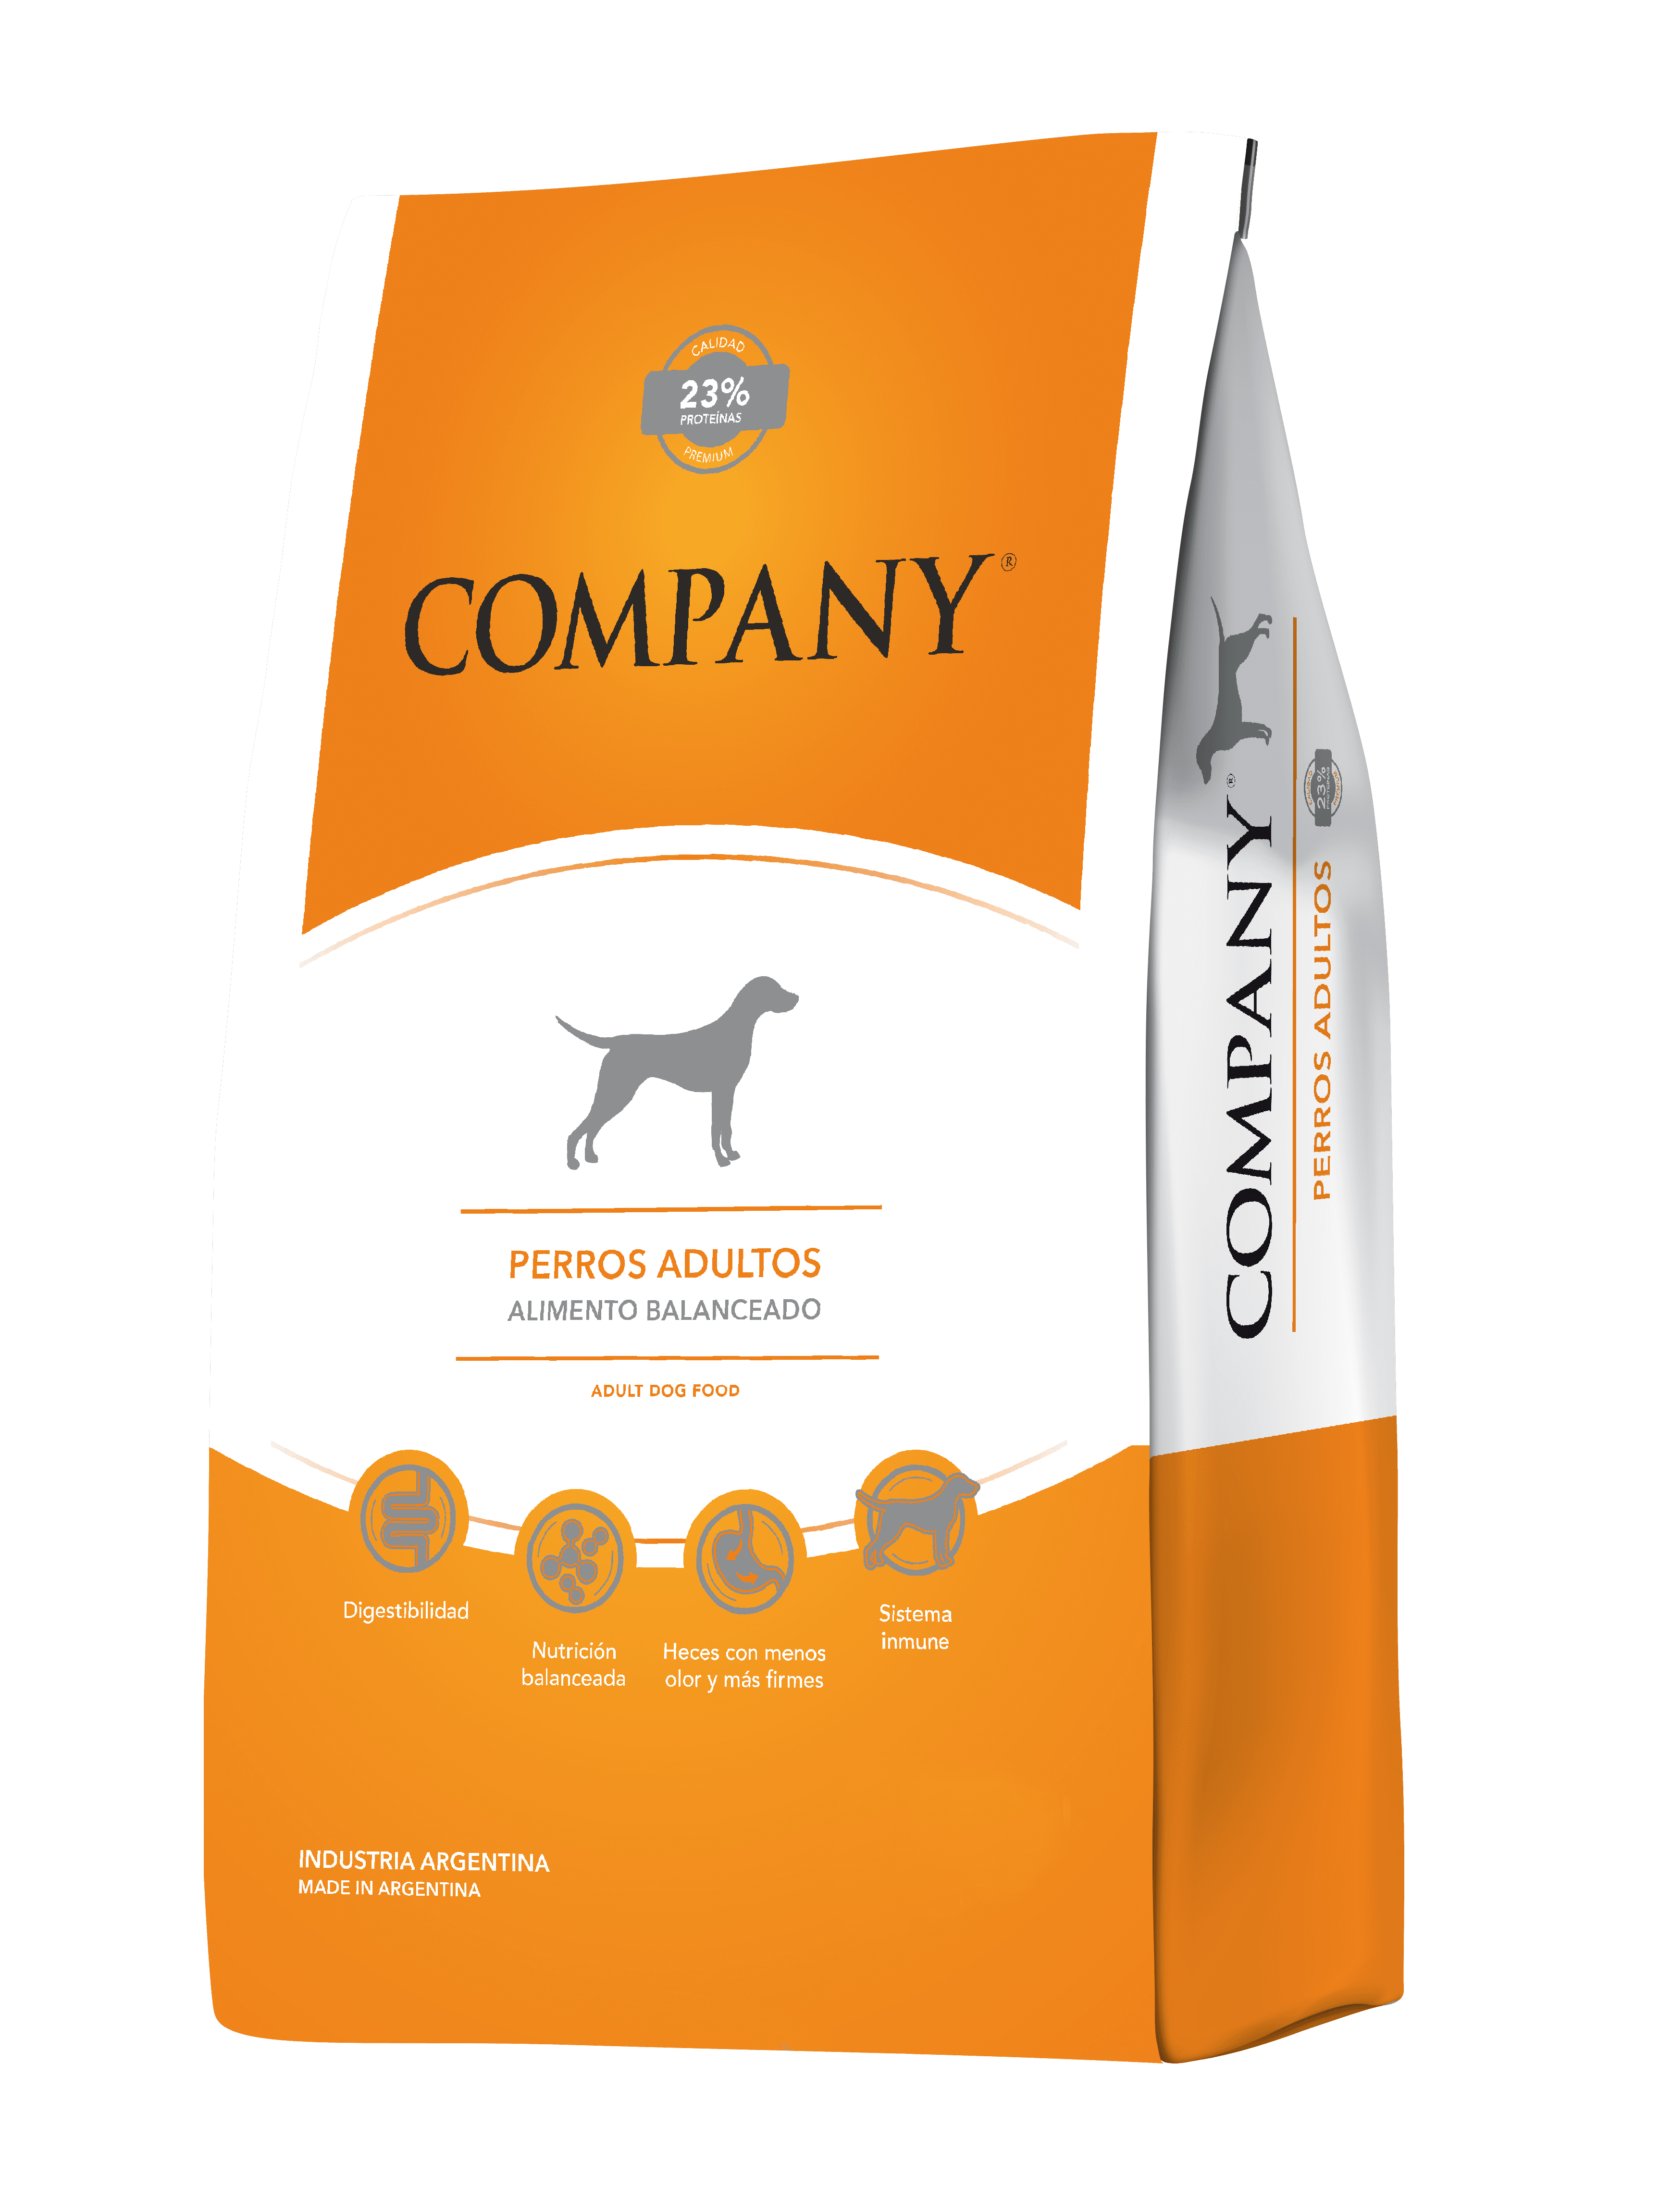 CALIDAD
23%
PROTEÍNAS
PREMIUM
COMPANY®
PERROS ADULTOS
ALIMENTO BALANCEADO
ADULT DOG FOOD
Digestibilidad
Nutrición
balanceada
Heces con menos
olor y más firmes
Sistema
inmune
INDUSTRIA ARGENTINA
MADE IN ARGENTINA
COMPANY®
PERROS ADULTOS
23%
PROTEÍNAS